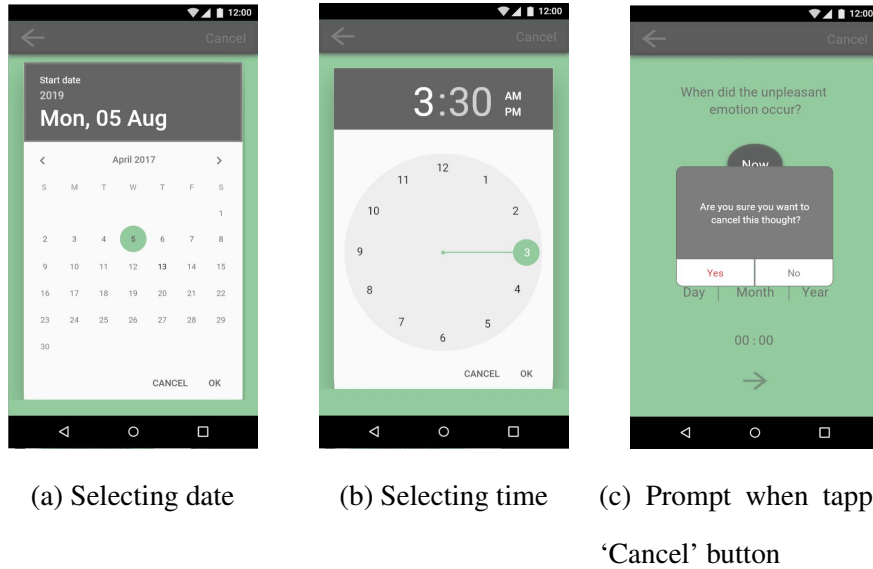 12:00
Cancel
Start date
2019
Mon, 05 Aug
April 2017
S M T W T F S
1
2 3 4 5 6 7 8
9 10 11 12 13 14 15
16 17 18 19 20 21 22
23 24 25 26 27 28 29
30
CANCEL OK
(a) Selecting date
12:00
Cancel
3:30 AM
PM
12
11 1
10 2
9 3
8 4
7 5
6
CANCEL OK
(b) Selecting time
12:00
Cancel
When did the unpleasant
emotion occur?
Now
Are you sure you want to
cancel this thought?
Yes No
Day | Month | Year
00 : 00
(c) Prompt when tapp
‘Cancel’ button